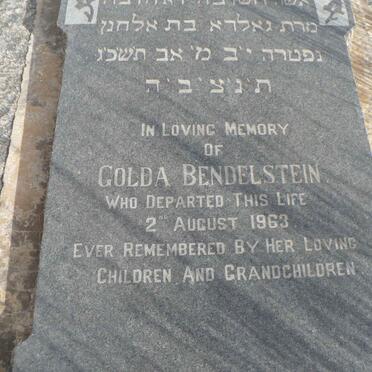 מרת גאלדא בת אלחנן
נפטרה י״ב מ׳ אב תשכ״ג
ת׳ נ׳ צ׳ ב׳ ה׳
IN LOVING MEMORY
OF
GOLDA BENDELSTEIN
WHO DEPARTED THIS LIFE
2ND AUGUST 1963
EVER REMEMBERED BY HER LOVING
CHILDREN AND GRANDCHILDREN